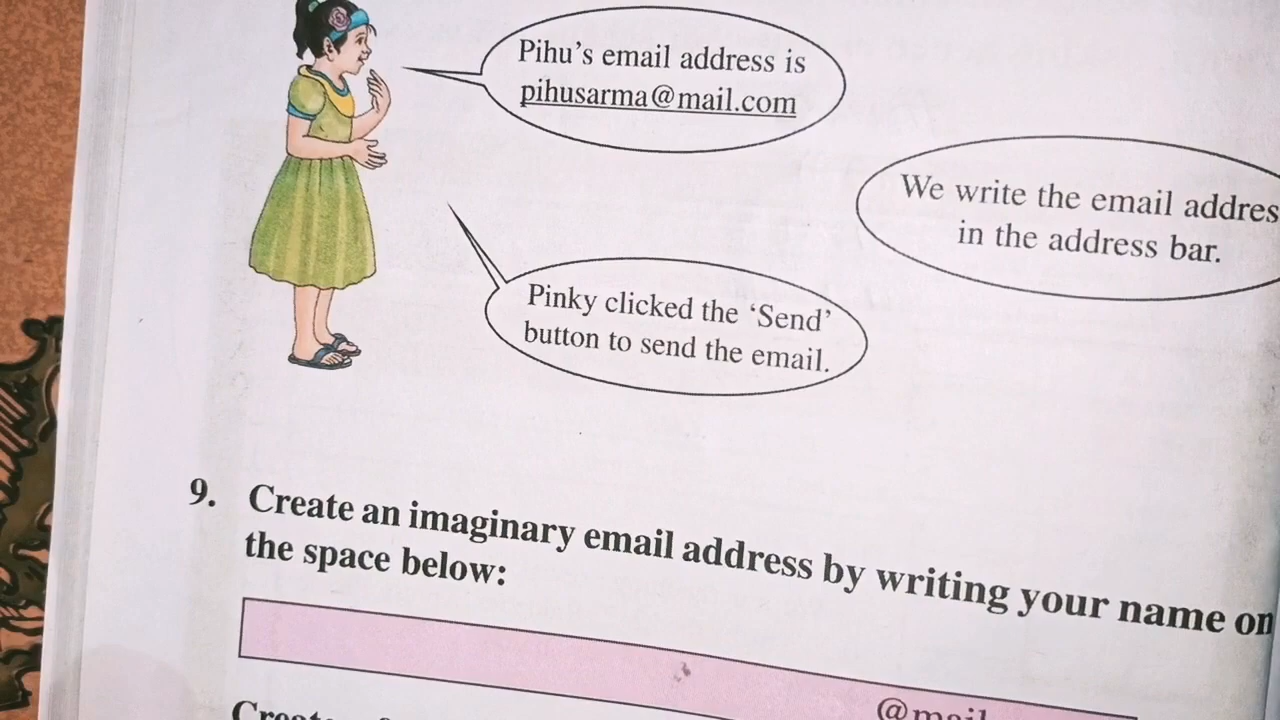 Pihu's email address is
pihusarma@mail.com
We write the email addres
in the address bar.
Pinky clicked the 'Send'
button to send the email.
9. Create an imaginary email address by writing your name on
the space below:
@mail